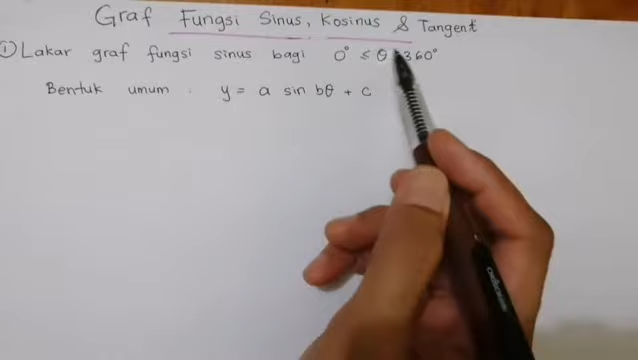 Graf Fungsi Sinus, Kosinus & Tangent
① Lakar graf fungsi sinus bagi 0° ≤ θ 360°
Bentuk umum : y = a sin bθ + c